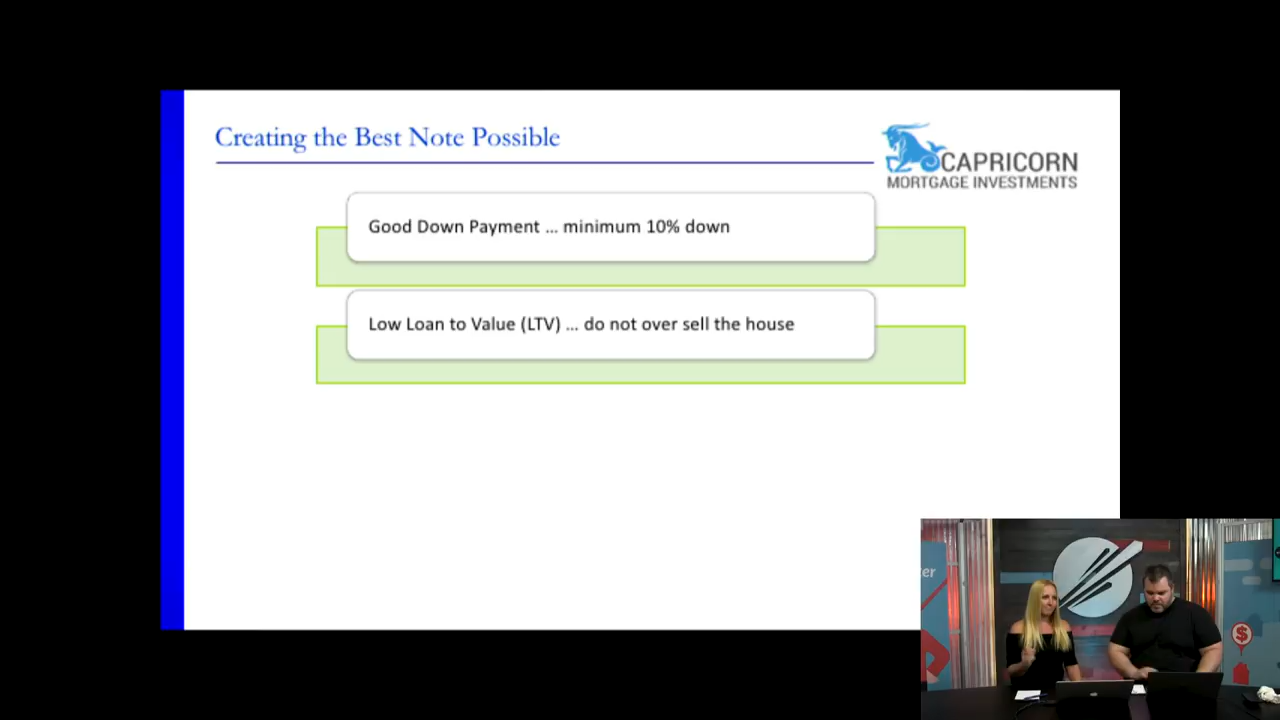 Creating the Best Note Possible
CAPRICORN
MORTGAGE INVESTMENTS
Good Down Payment ... minimum 10% down
Low Loan to Value (LTV) ... do not over sell the house
er
$